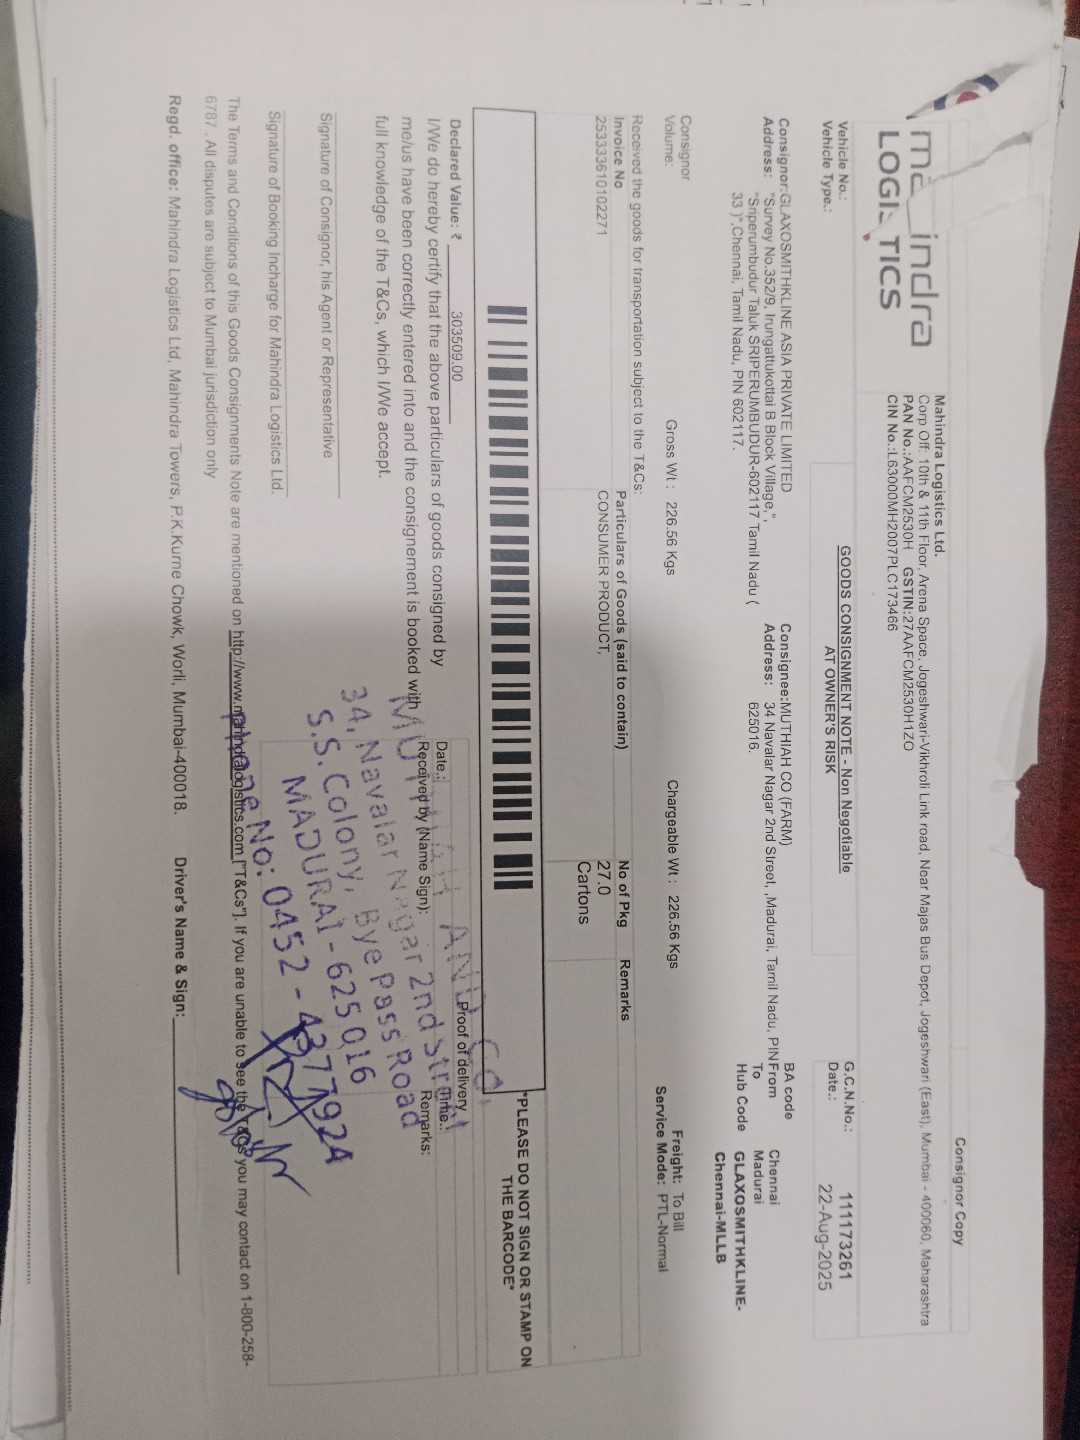 Consignor Copy
LOGISTICS
Mahindra Logistics Ltd.
Corp Off: 10th & 11th Floor, Arena Space, Jogeshwari-Vikhroli Link road, Near Majas Bus Depot, Jogeshwari (East), Mumbai - 400060, Maharashtra
PAN No.:AAFCM2530H GSTIN:27AAFCM2530H1ZO
CIN No.:L63000MH2007PLC173466
Vehicle No.:
Vehicle Type.:
GOODS CONSIGNMENT NOTE - Non Negotiable
AT OWNER'S RISK
G.C.N.No.: 111173261
Date.: 22-Aug-2025
Consignor:GLAXOSMITHKLINE ASIA PRIVATE LIMITED
Address: "Survey No.352/9, Irungattukottai B Block Village,",
"Sriperumbudur Taluk SRIPERUMBUDUR-602117 Tamil Nadu (
33 )",Chennai, Tamil Nadu, PIN 602117.
Consignee:MUTHIAH CO (FARM)
Address: 34 Navalar Nagar 2nd Street, ,Madurai, Tamil Nadu, PIN
625016.
BA code
From Chennai
To Madurai
Hub Code GLAXOSMITHKLINE-
Chennai-MLLB
Consignor
Volume:
Gross Wt : 226.56 Kgs
Chargeable Wt : 226.56 Kgs
Freight: To Bill
Service Mode: PTL-Normal
Received the goods for transportation subject to the T&Cs:
Invoice No Particulars of Goods (said to contain) No of Pkg Remarks
253333610102271 CONSUMER PRODUCT, 27.0
Cartons
"PLEASE DO NOT SIGN OR STAMP ON
THE BARCODE"
Declared Value: ₹ 303509.00
I/We do hereby certify that the above particulars of goods consigned by
me/us have been correctly entered into and the consignement is booked with
full knowledge of the T&Cs, which I/We accept.
Proof of delivery
Date.: Time.:
Received by (Name Sign): Remarks:
MUTHIAH AND CO.
34, Navalar Nagar 2nd Street
Bye Pass Road
S.S. Colony,
MADURAI - 625 016
Phone No: 0452 - 4377924
Signature of Consignor, his Agent or Representative
Signature of Booking Incharge for Mahindra Logistics Ltd.
The Terms and Conditions of this Goods Consignments Note are mentioned on http://www.mahindralogistics.com ["T&Cs"]. If you are unable to see the T&Cs you may contact on 1-800-258-
6787 . All disputes are subject to Mumbai jurisdiction only
Regd. office: Mahindra Logistics Ltd, Mahindra Towers, P.K.Kurne Chowk, Worli, Mumbai-400018. Driver's Name & Sign: